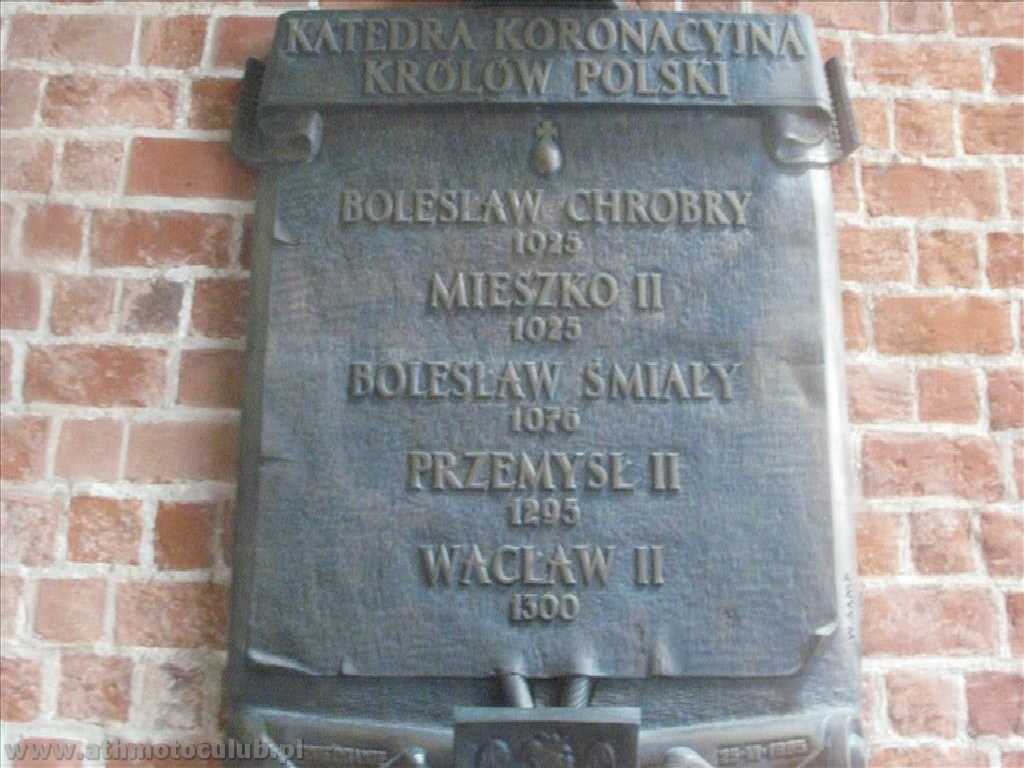 KATEDRA KORONACYJNA
KRÓLÓW POLSKI
BOLESŁAW CHROBRY
1025
MIESZKO II
1025
BOLESŁAW ŚMIAŁY
1076
PRZEMYSŁ II
1295
WACŁAW II
1300
www.athmotoculub.pl